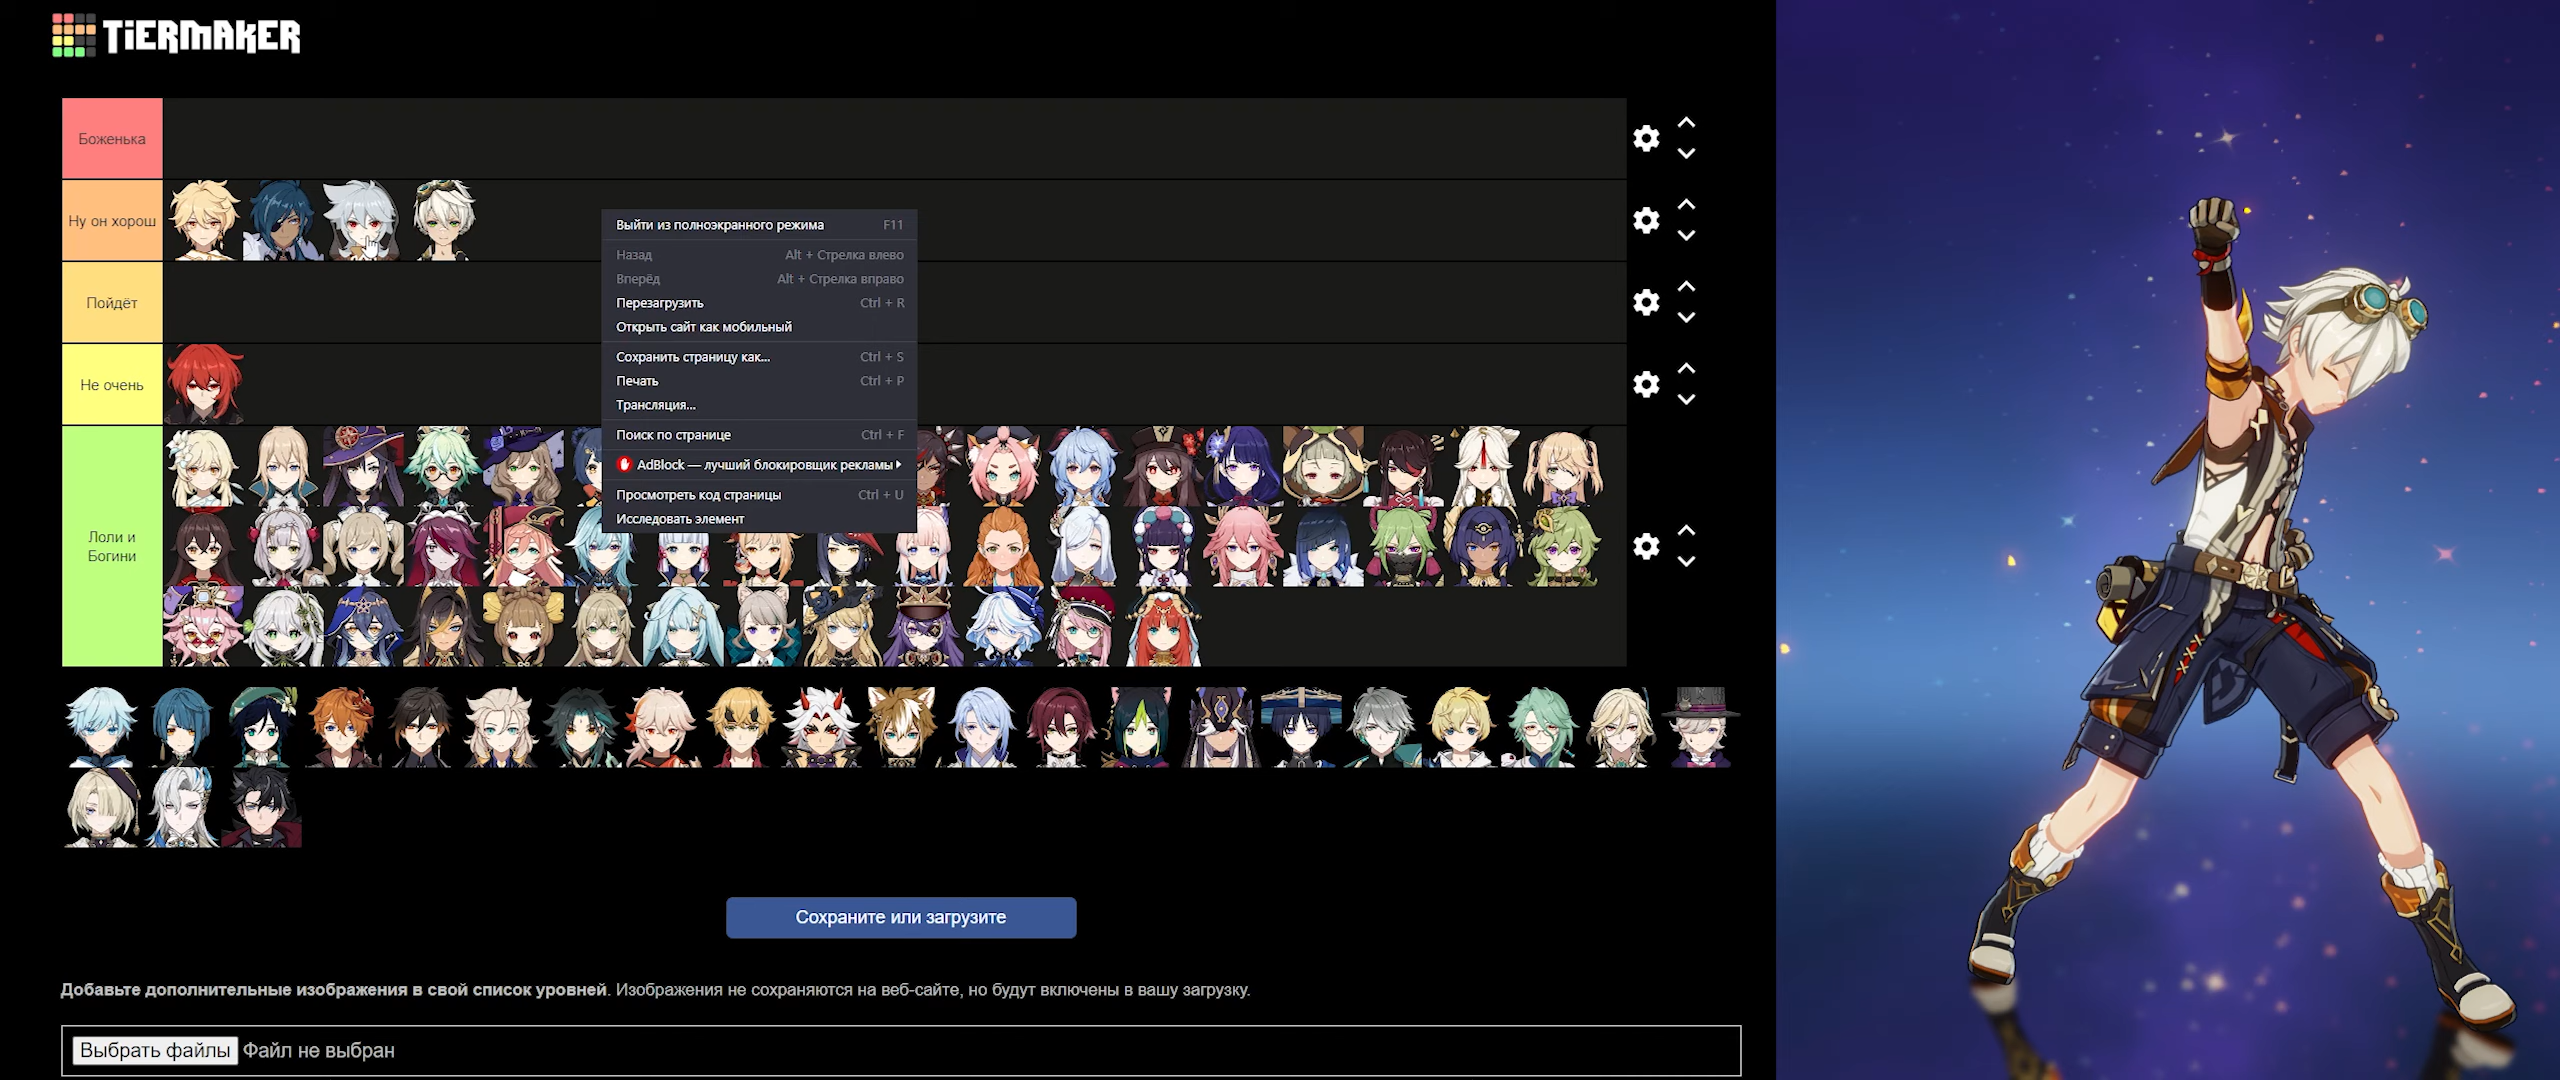 TiERMAKER
Боженька
Ну он хорош
Пойдёт
Не очень
Лоли и
Богини
Выйти из полноэкранного режима F11
Назад Alt + Стрелка влево
Вперёд Alt + Стрелка вправо
Перезагрузить Ctrl + R
Открыть сайт как мобильный
Сохранить страницу как... Ctrl + S
Печать Ctrl + P
Трансляция...
Поиск по странице Ctrl + F
AdBlock — лучший блокировщик рекламы
Просмотреть код страницы Ctrl + U
Исследовать элемент
Сохраните или загрузите
Добавьте дополнительные изображения в свой список уровней. Изображения не сохраняются на веб-сайте, но будут включены в вашу загрузку.
Выбрать файлы Файл не выбран